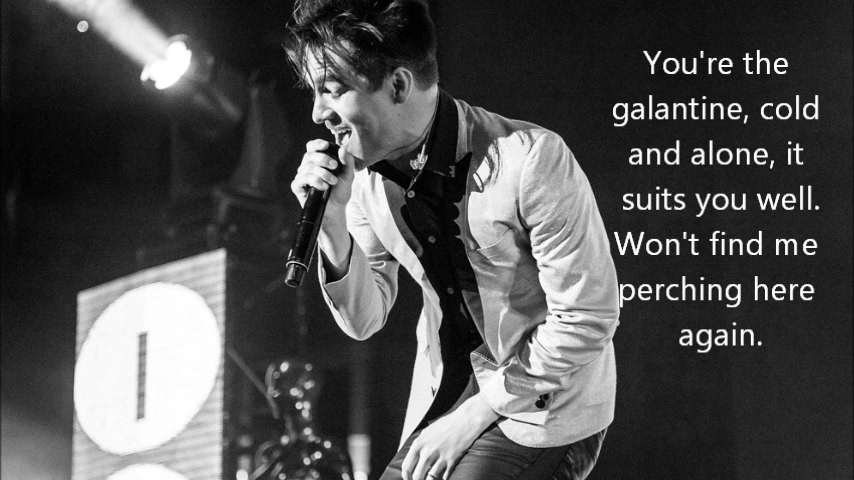 You're the
galantine, cold
and alone, it
suits you well.
Won't find me
perching here
again.